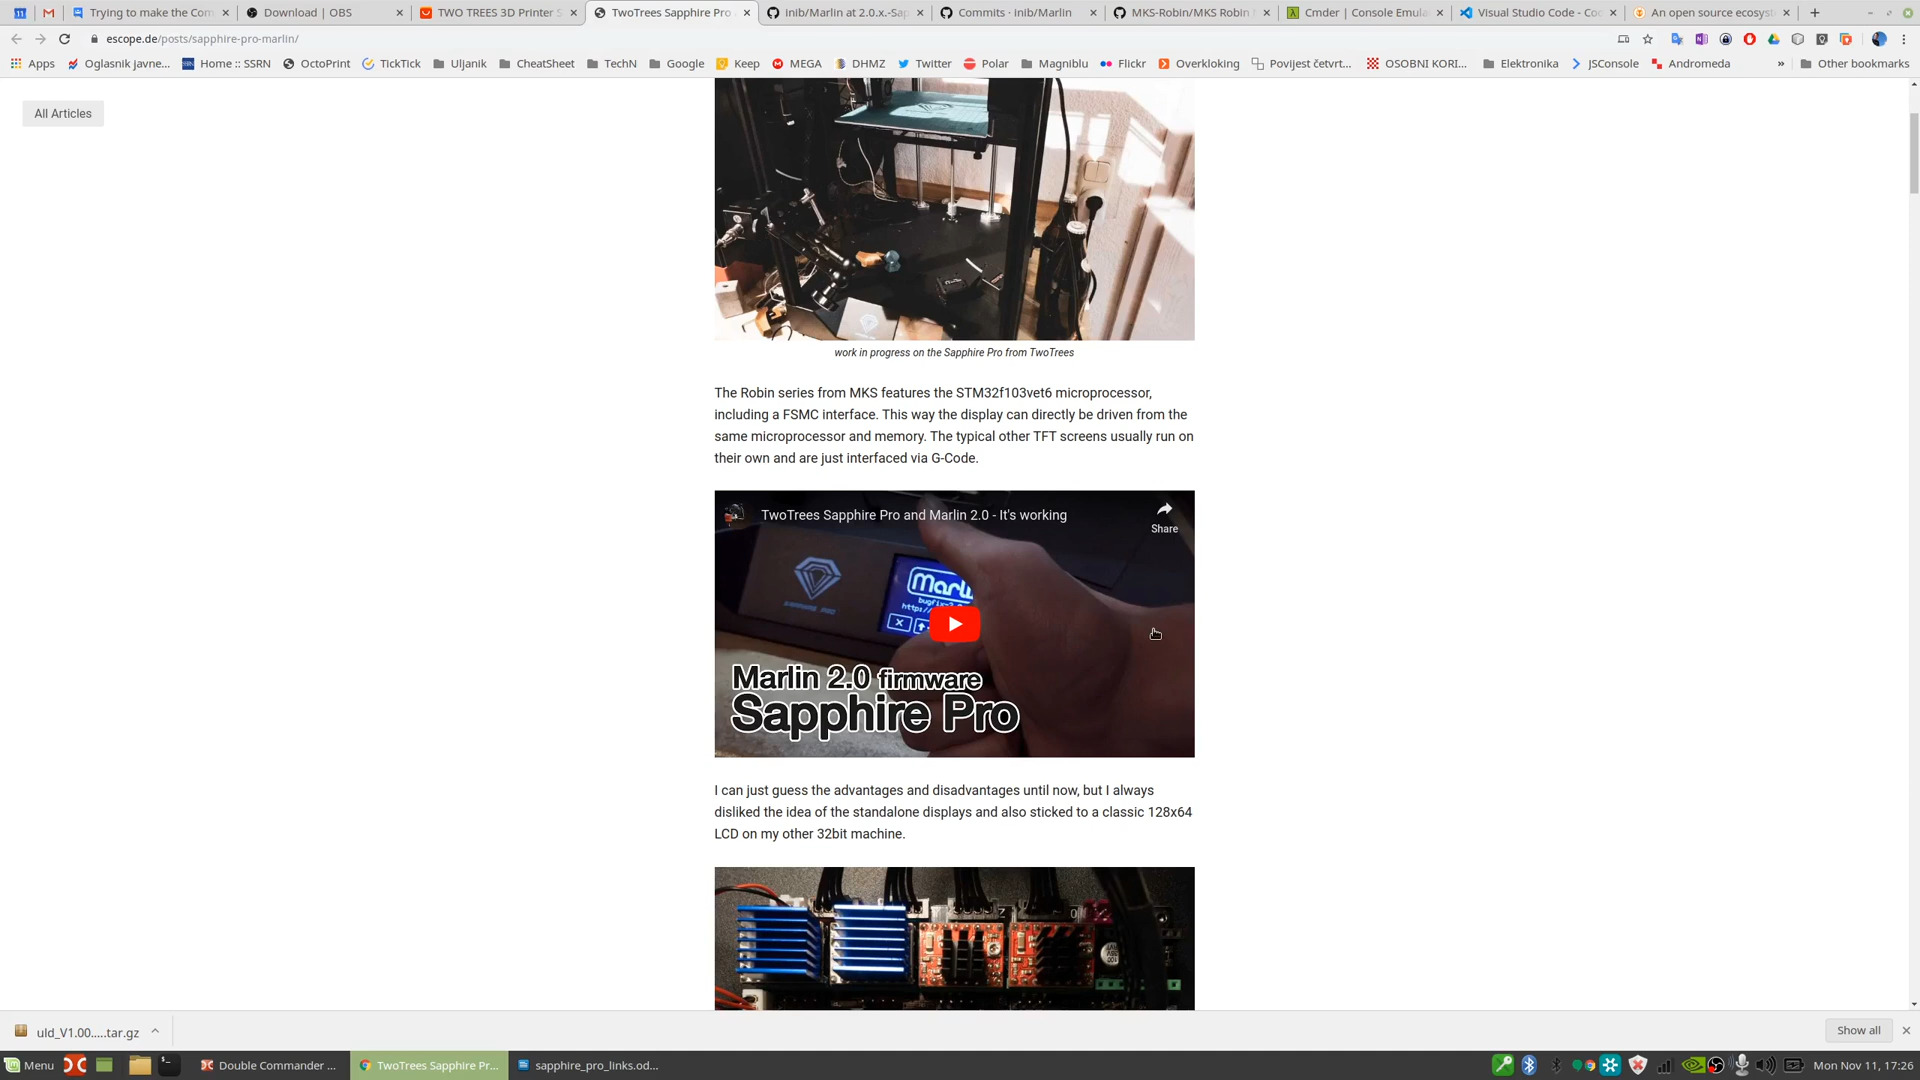 Trying to make the Com
Download | OBS
TWO TREES 3D Printer S
TwoTrees Sapphire Pro
Inib/Marlin at 2.0.x.-Sap
Commits · Inib/Marlin
MKS-Robin/MKS Robin
Cmder | Console Emula
Visual Studio Code - Co
An open source ecosyst
escope.de/posts/sapphire-pro-marlin/
Apps
Oglasnik javne...
Home :: SSRN
OctoPrint
TickTick
Uljanik
CheatSheet
TechN
Google
Keep
MEGA
DHMZ
Twitter
Polar
Magniblu
Flickr
Overkloking
Povijest četvrt...
OSOBNI KORI...
Elektronika
JSConsole
Andromeda
»
Other bookmarks
All Articles
work in progress on the Sapphire Pro from TwoTrees
The Robin series from MKS features the STM32f103vet6 microprocessor,
including a FSMC interface. This way the display can directly be driven from the
same microprocessor and memory. The typical other TFT screens usually run on
their own and are just interfaced via G-Code.
TwoTrees Sapphire Pro and Marlin 2.0 - It's working
Share
SAPPHIRE PRO
Marli
bugfix-2.0
https:/
Marlin 2.0 firmware
Sapphire Pro
I can just guess the advantages and disadvantages until now, but I always
disliked the idea of the standalone displays and also sticked to a classic 128x64
LCD on my other 32bit machine.
uld_V1.00.....tar.gz
Show all
Menu
Double Commander ...
TwoTrees Sapphire Pr...
sapphire_pro_links.od...
Mon Nov 11, 17:26